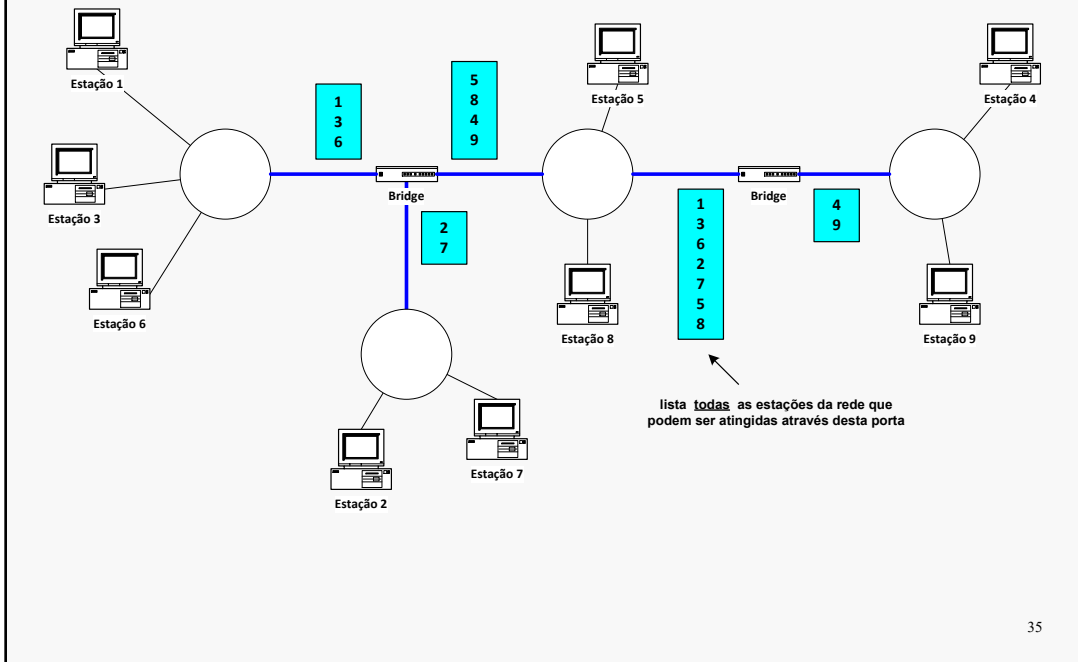 Estação 1
Estação 3
Estação 6
1
3
6
5
8
4
9
Bridge
2
7
Estação 2
Estação 7
Estação 5
Estação 8
1
3
6
2
7
5
8
Bridge
4
9
Estação 4
Estação 9
lista todas as estações da rede que
podem ser atingidas através desta porta
35